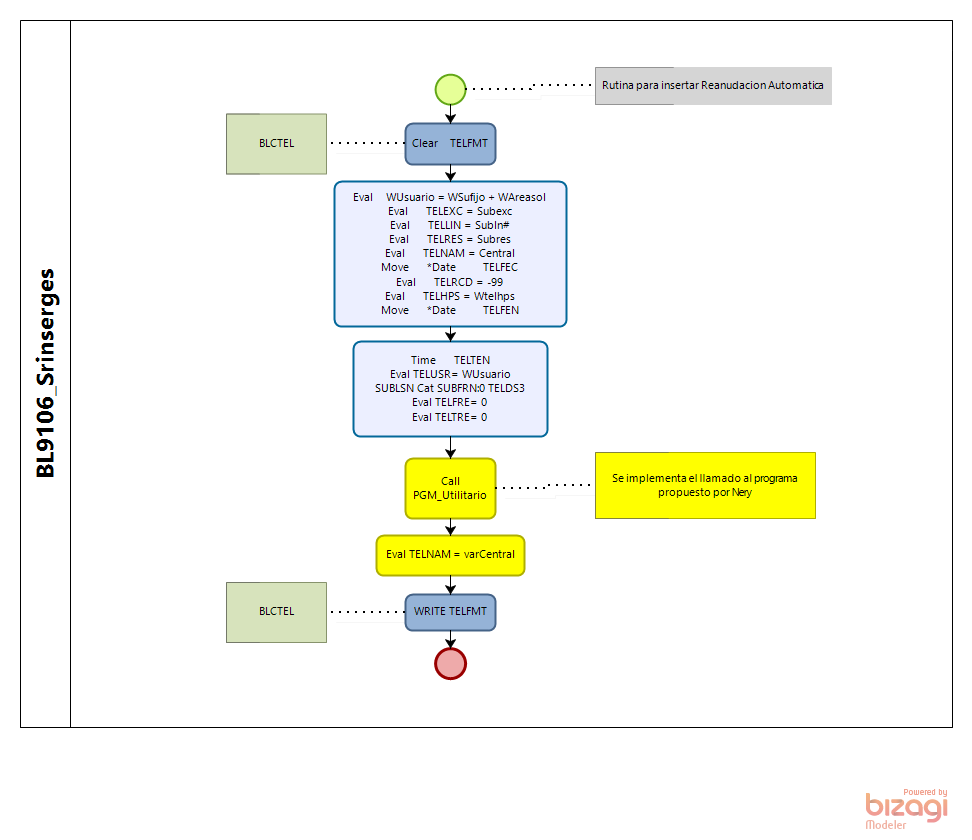 BL9106_Srinserges
Rutina para insertar Reanudacion Automatica
BLCTEL
Clear TELFMT
Eval WUsuario = WSufijo + WAreasol
Eval TELEXC = Subexc
Eval TELLIN = Subln#
Eval TELRES = Subres
Eval TELNAM = Central
Move *Date TELFEC
Eval TELRCD = -99
Eval TELHPS = Wtelhps
Move *Date TELFEN
Time TELTEN
Eval TELUSR= WUsuario
SUBLSN Cat SUBFRN:0 TELDS3
Eval TELFRE= 0
Eval TELTRE= 0
Call
PGM_Utilitario
Se implementa el llamado al programa
propuesto por Nery
Eval TELNAM = varCentral
BLCTEL
WRITE TELFMT
Powered by
bizagi
Modeler